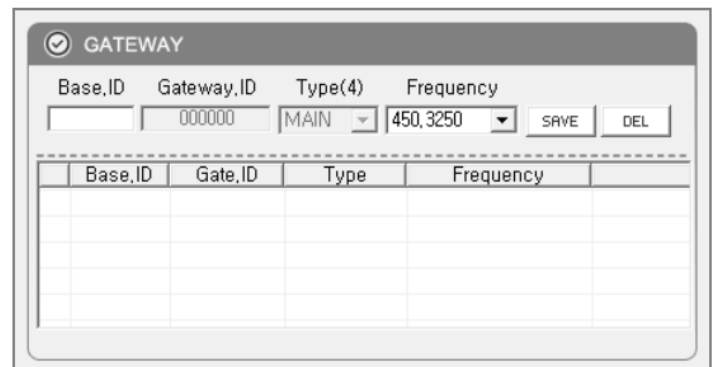 GATEWAY
Base,ID Gateway,ID Type(4) Frequency
000000 MAIN 450,3250 SAVE DEL
Base,ID Gate,ID Type Frequency